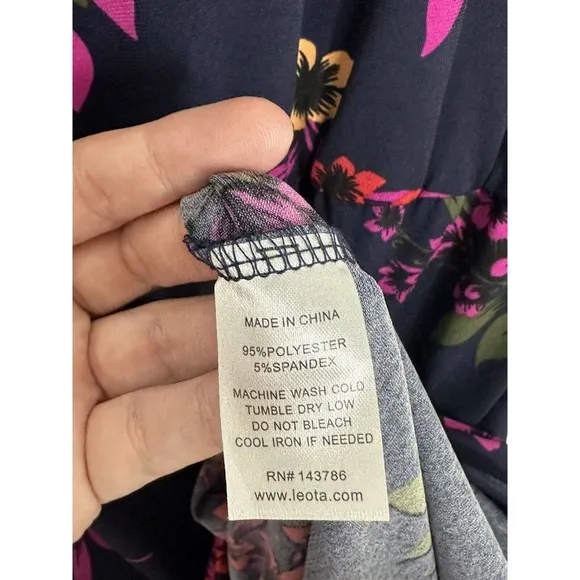 MADE IN CHINA
95%POLYESTER
5%SPANDEX
MACHINE WASH COLD
TUMBLE DRY LOW
DO NOT BLEACH
COOL IRON IF NEEDED
RN# 143786
www.leota.com